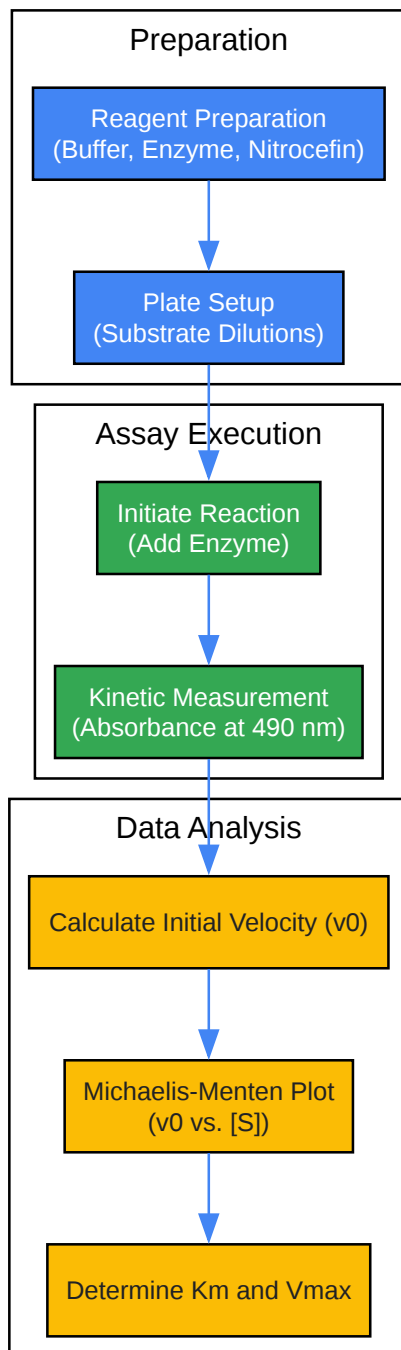 Preparation
Reagent Preparation
(Buffer, Enzyme, Nitrocefin)
Plate Setup
(Substrate Dilutions)
Assay Execution
Initiate Reaction
(Add Enzyme)
Kinetic Measurement
(Absorbance at 490 nm)
Data Analysis
Calculate Initial Velocity (v0)
Michaelis-Menten Plot
(v0 vs. [S])
Determine Km and Vmax